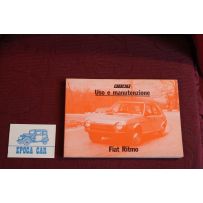 FIAT
Uso e manutenzione
Fiat Ritmo
EPOCA CAR